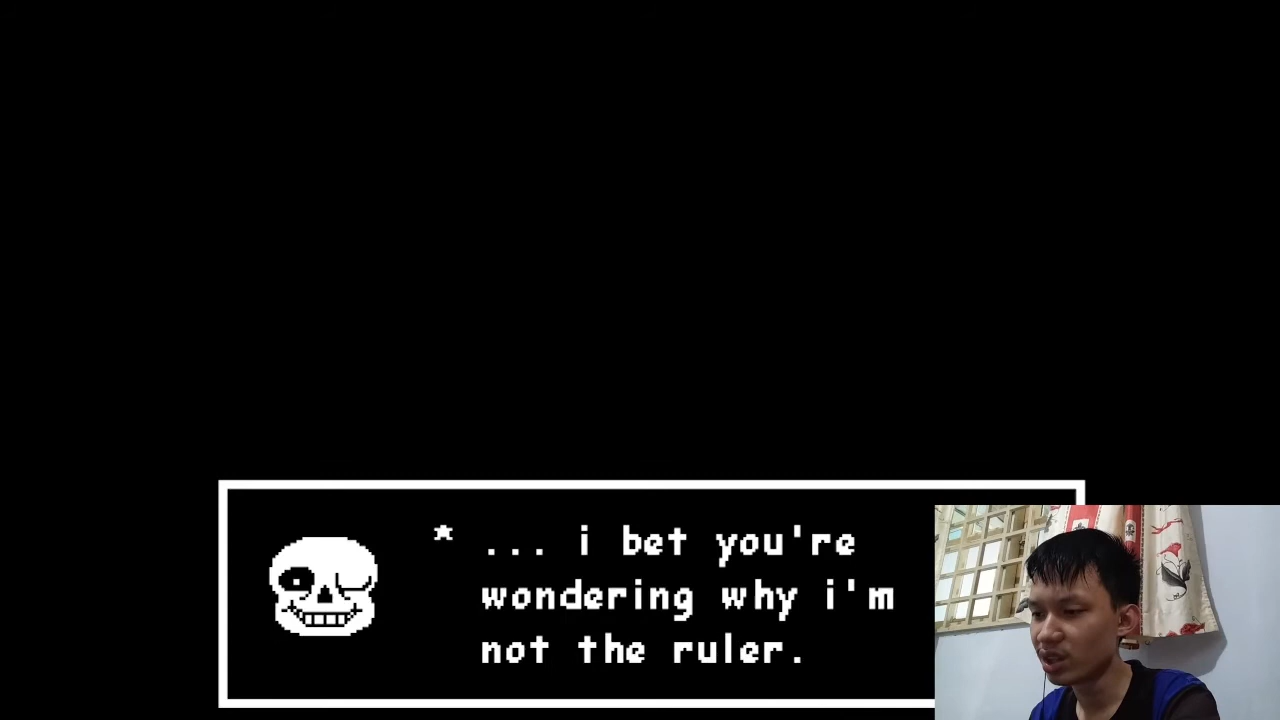 * ... i bet you're
wondering why i'm
not the ruler.